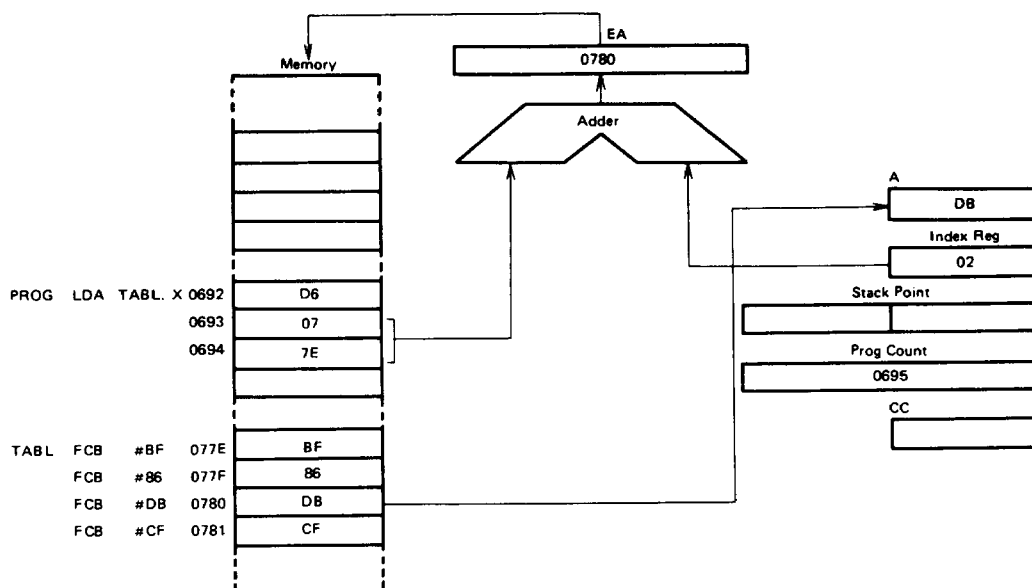 EA
0780
Memory
Adder
A
DB
Index Reg
02
PROG LDA TABL. X 0692 D6
Stack Point
0693 07
0694 7E
Prog Count
0695
CC
TABL FCB #BF 077E BF
FCB #86 077F 86
FCB #DB 0780 DB
FCB #CF 0781 CF